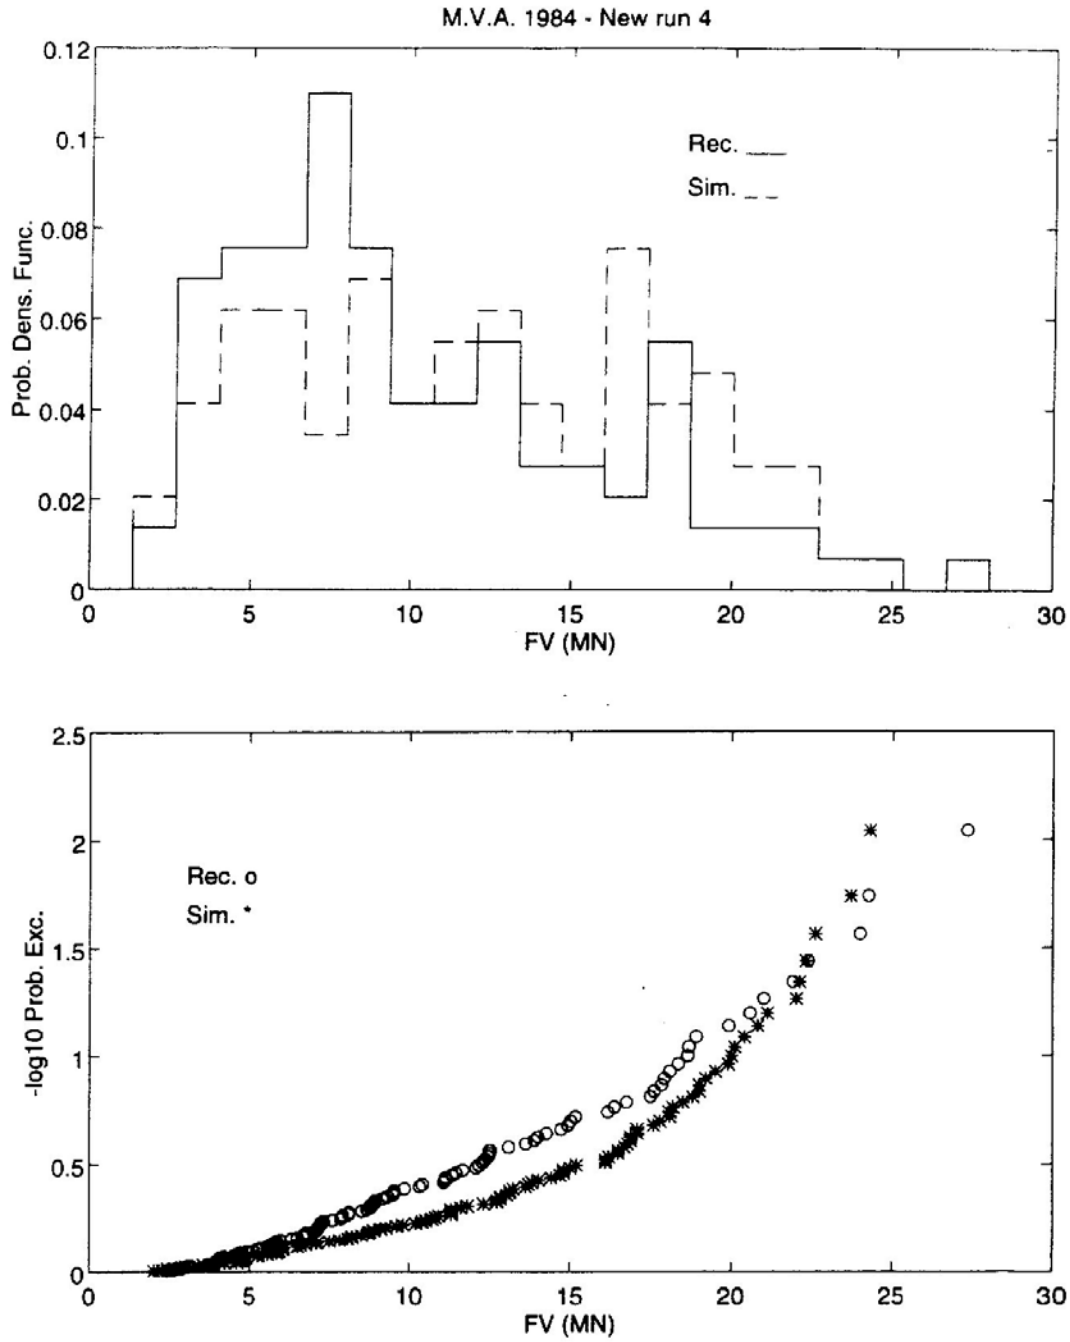 M.V.A. 1984 - New run 4
0.12
0.1
0.08
0.06
0.04
0.02
0
Prob. Dens. Func.
Rec.
Sim.
0 5 10 15 20 25 30
FV (MN)
2.5
2
1.5
1
0.5
0
-log10 Prob. Exc.
Rec. o
Sim. *
0 5 10 15 20 25 30
FV (MN)